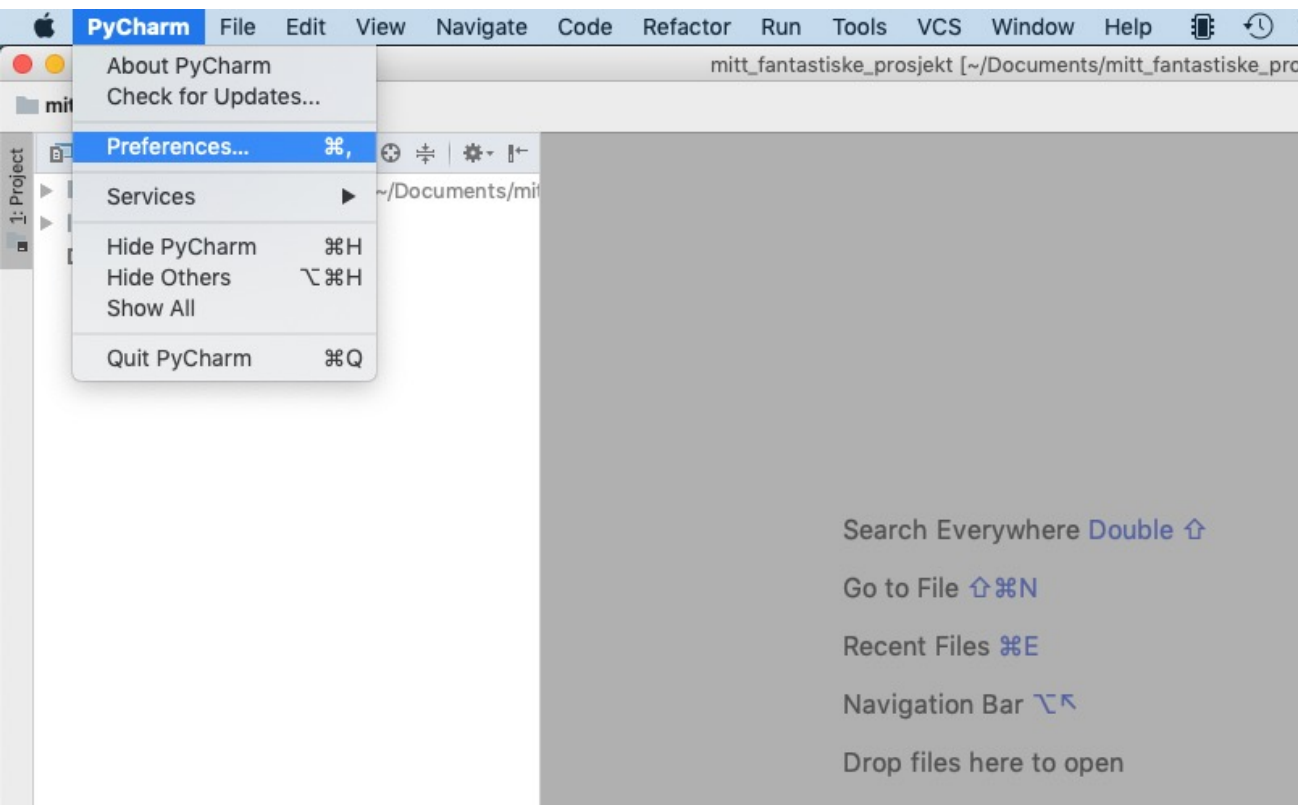 PyCharm File Edit View Navigate Code Refactor Run Tools VCS Window Help
mitt_fantastiske_prosjekt [~/Documents/mitt_fantastiske_pro
About PyCharm
Check for Updates...
mit
Preferences... ⌘,
1: Project
Services ▶
~/Documents/mit
Hide PyCharm ⌘H
Hide Others ⌥⌘H
Show All
Quit PyCharm ⌘Q
Search Everywhere Double ⇧
Go to File ⇧⌘N
Recent Files ⌘E
Navigation Bar ⌥↖
Drop files here to open